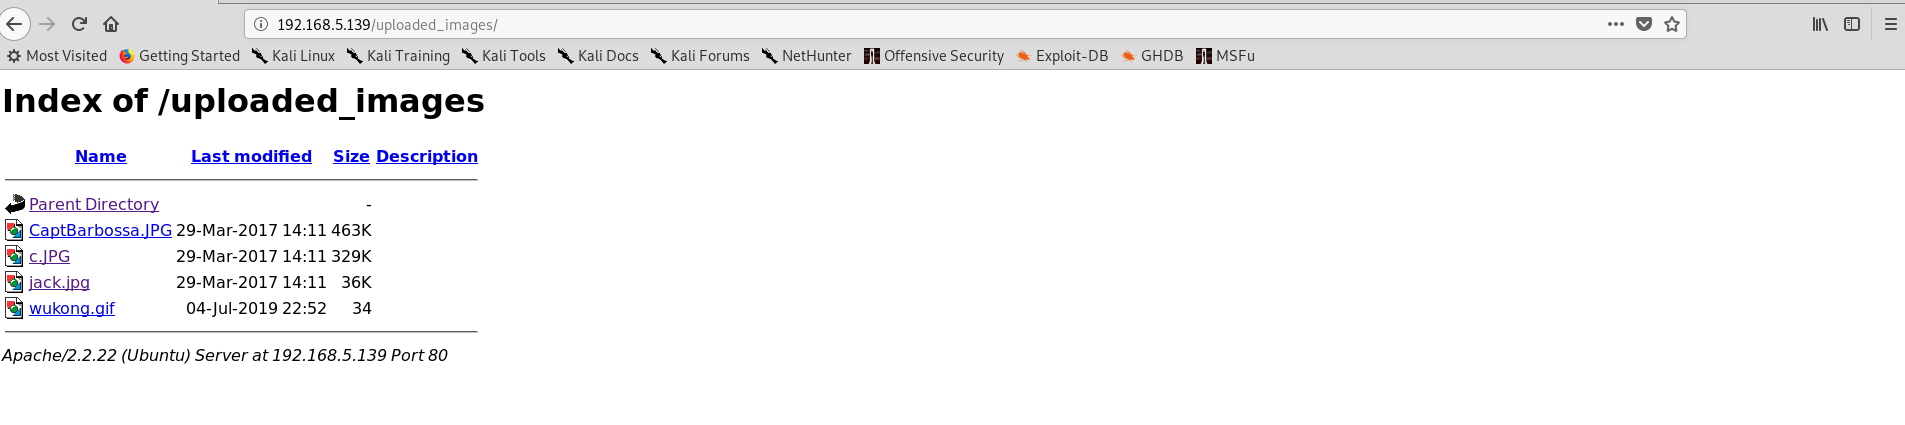 192.168.5.139/uploaded_images/
Most Visited Getting Started Kali Linux Kali Training Kali Tools Kali Docs Kali Forums NetHunter Offensive Security Exploit-DB GHDB MSFu
Index of /uploaded_images
Name Last modified Size Description
Parent Directory -
CaptBarbossa.JPG 29-Mar-2017 14:11 463K
c.JPG 29-Mar-2017 14:11 329K
jack.jpg 29-Mar-2017 14:11 36K
wukong.gif 04-Jul-2019 22:52 34
Apache/2.2.22 (Ubuntu) Server at 192.168.5.139 Port 80